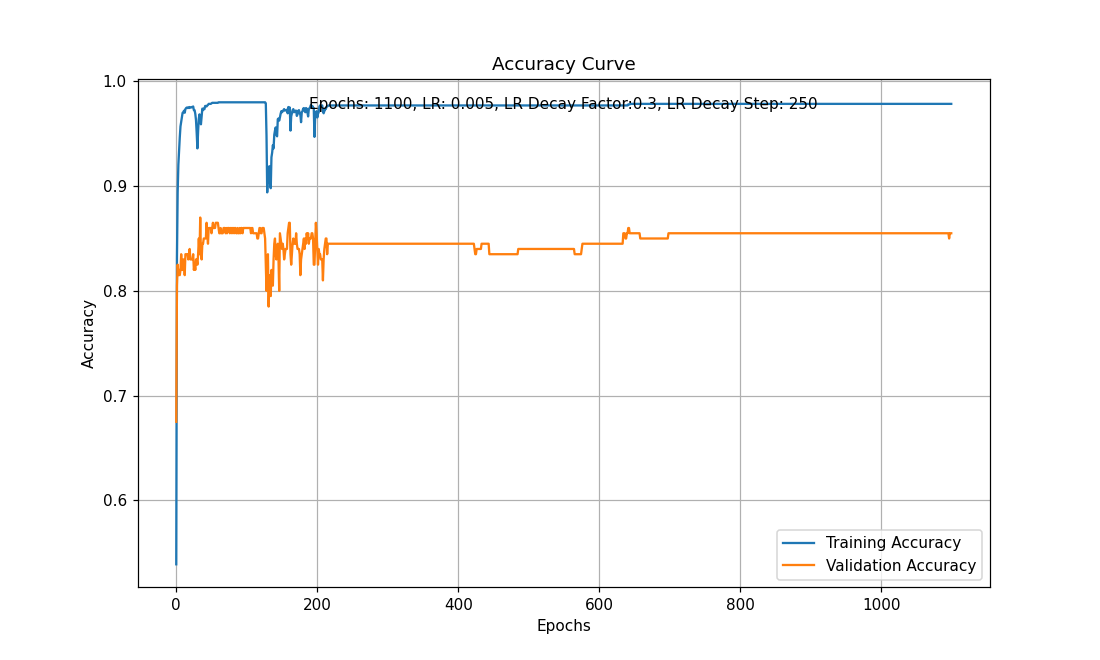 Accuracy Curve
Epochs: 1100, LR: 0.005, LR Decay Factor:0.3, LR Decay Step: 250
1.0
0.9
0.8
0.7
0.6
Accuracy
0
200
400
600
800
1000
Epochs
Training Accuracy
Validation Accuracy